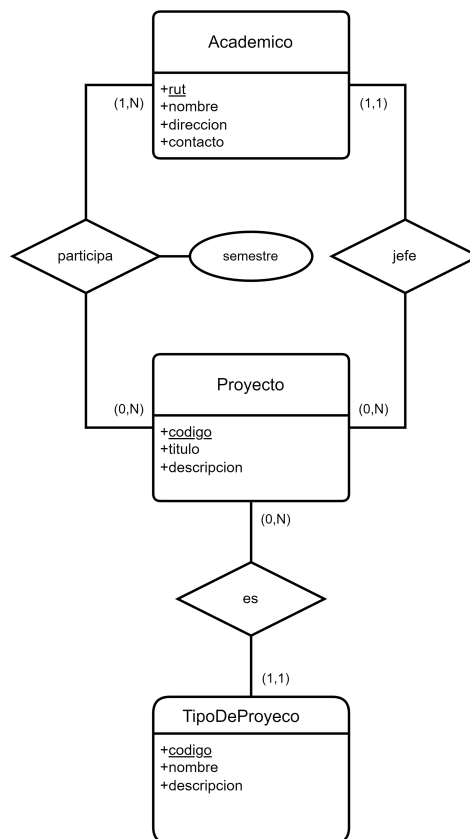 Academico
+rut
+nombre
+direccion
+contacto
(1,N)
(1,1)
participa
semestre
jefe
(0,N)
(0,N)
Proyecto
+codigo
+titulo
+descripcion
(0,N)
es
(1,1)
TipoDeProyeco
+codigo
+nombre
+descripcion